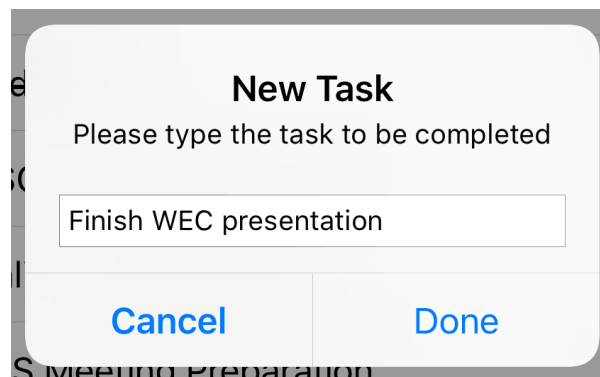 New Task
Please type the task to be completed
Finish WEC presentation
Cancel
Done
Meeting Preparation